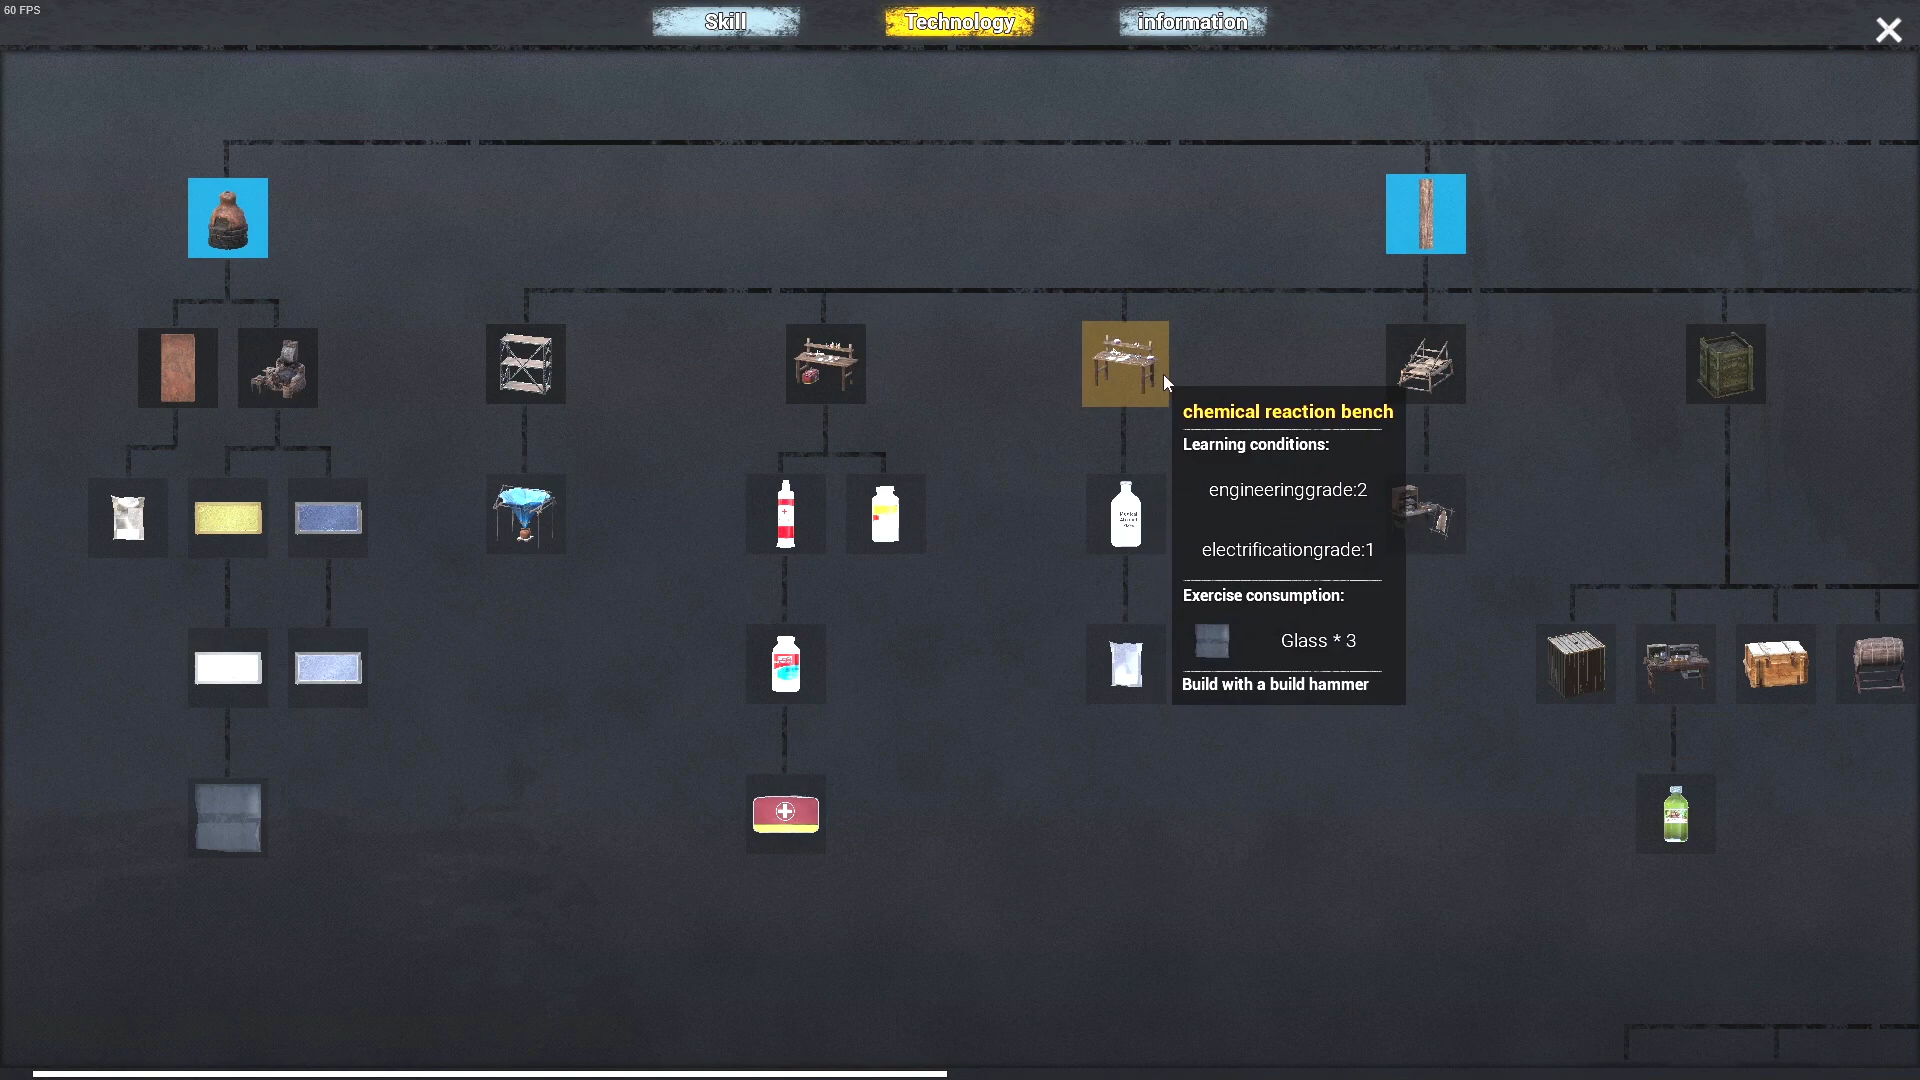 60 FPS
Skill
Technology
information
chemical reaction bench
Learning conditions:
engineeringgrade:2
electrificationgrade:1
Exercise consumption:
Glass * 3
Build with a build hammer